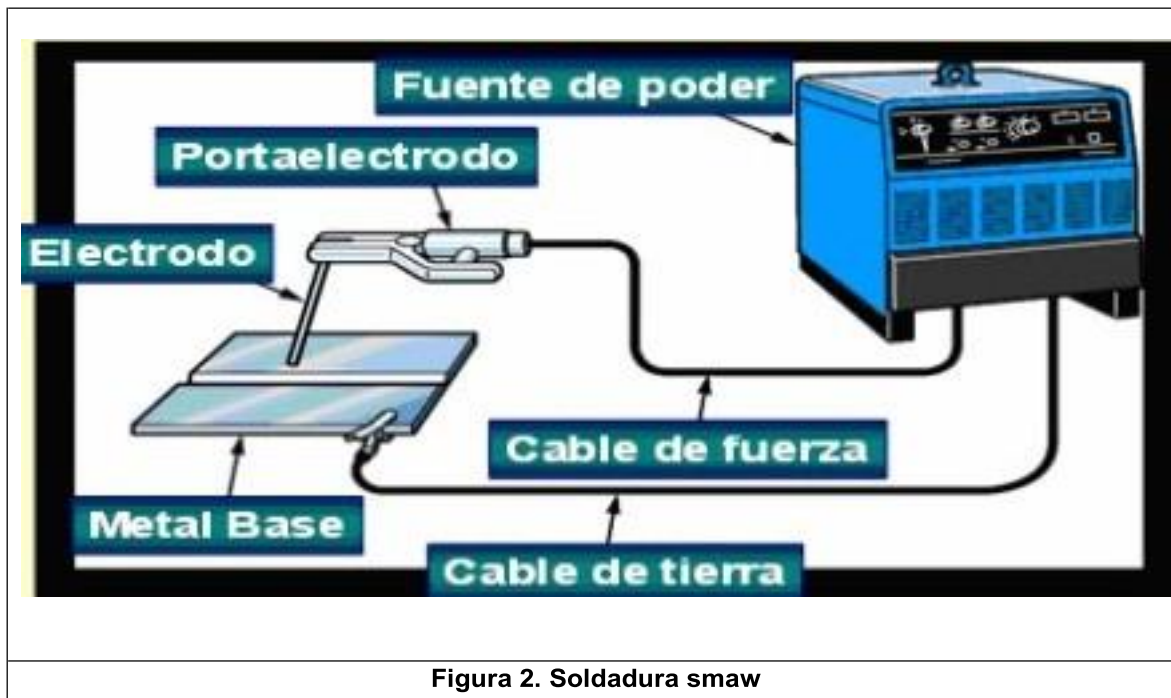 Fuente de poder
Portaelectrodo
Electrodo
Cable de fuerza
Metal Base
Cable de tierra
Figura 2. Soldadura smaw